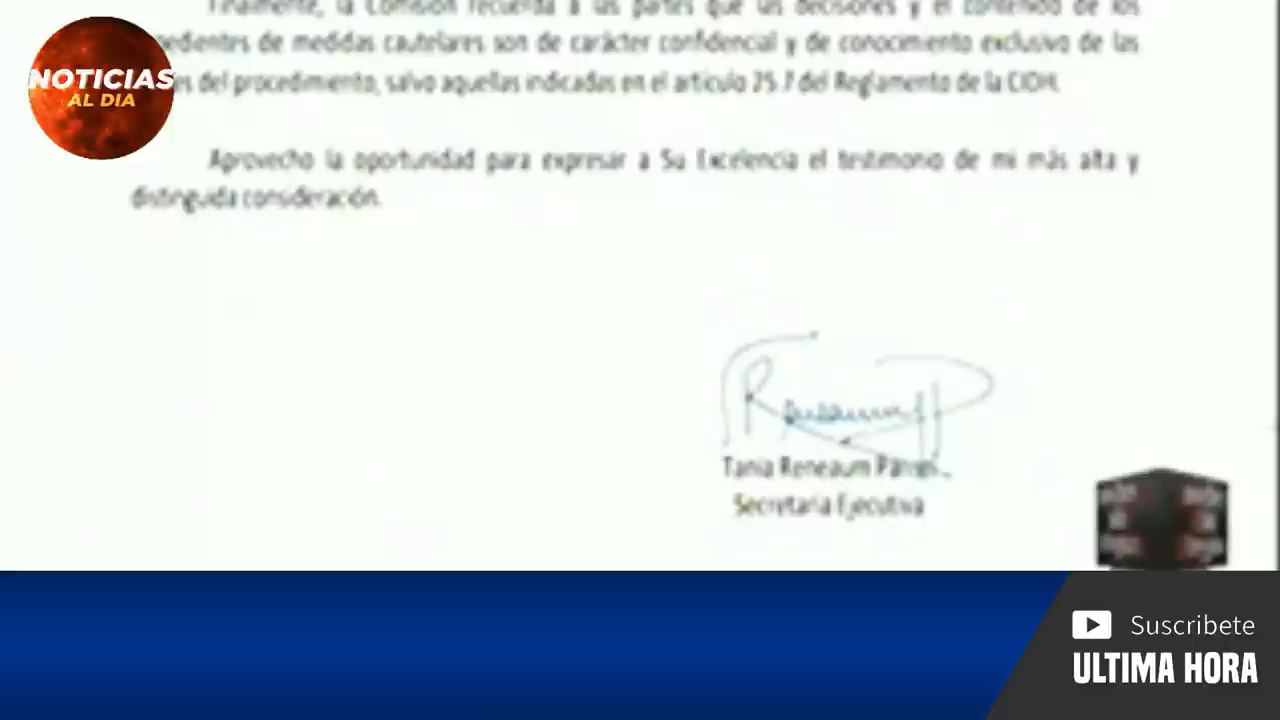 Finalmente, la Comisión recuerda a las partes que las decisiones y el contenido de los
edientes de medidas cautelares son de carácter confidencial y de conocimiento exclusivo de las
s del procedimiento, salvo aquellas indicadas en el artículo 25.7 del Reglamento de la CIDH.
NOTICIAS
AL DIA
Aprovecho la oportunidad para expresar a Su Excelencia el testimonio de mi más alta y
distinguida consideración.
Tania Reneaum
Secretaria Ejecutiva
Suscribete
ULTIMA HORA